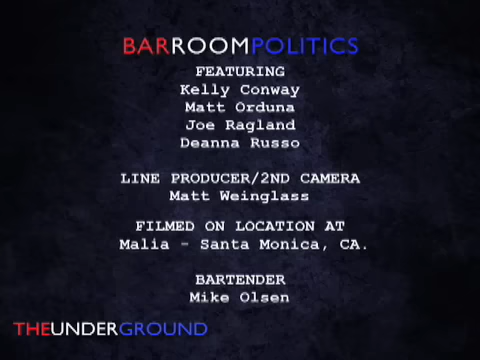 BARROOMPOLITICS
FEATURING
Kelly Conway
Matt Orduna
Joe Ragland
Deanna Russo
LINE PRODUCER/2ND CAMERA
Matt Weinglass
FILMED ON LOCATION AT
Malia - Santa Monica, CA.
BARTENDER
Mike Olsen
THEUNDERGROUND